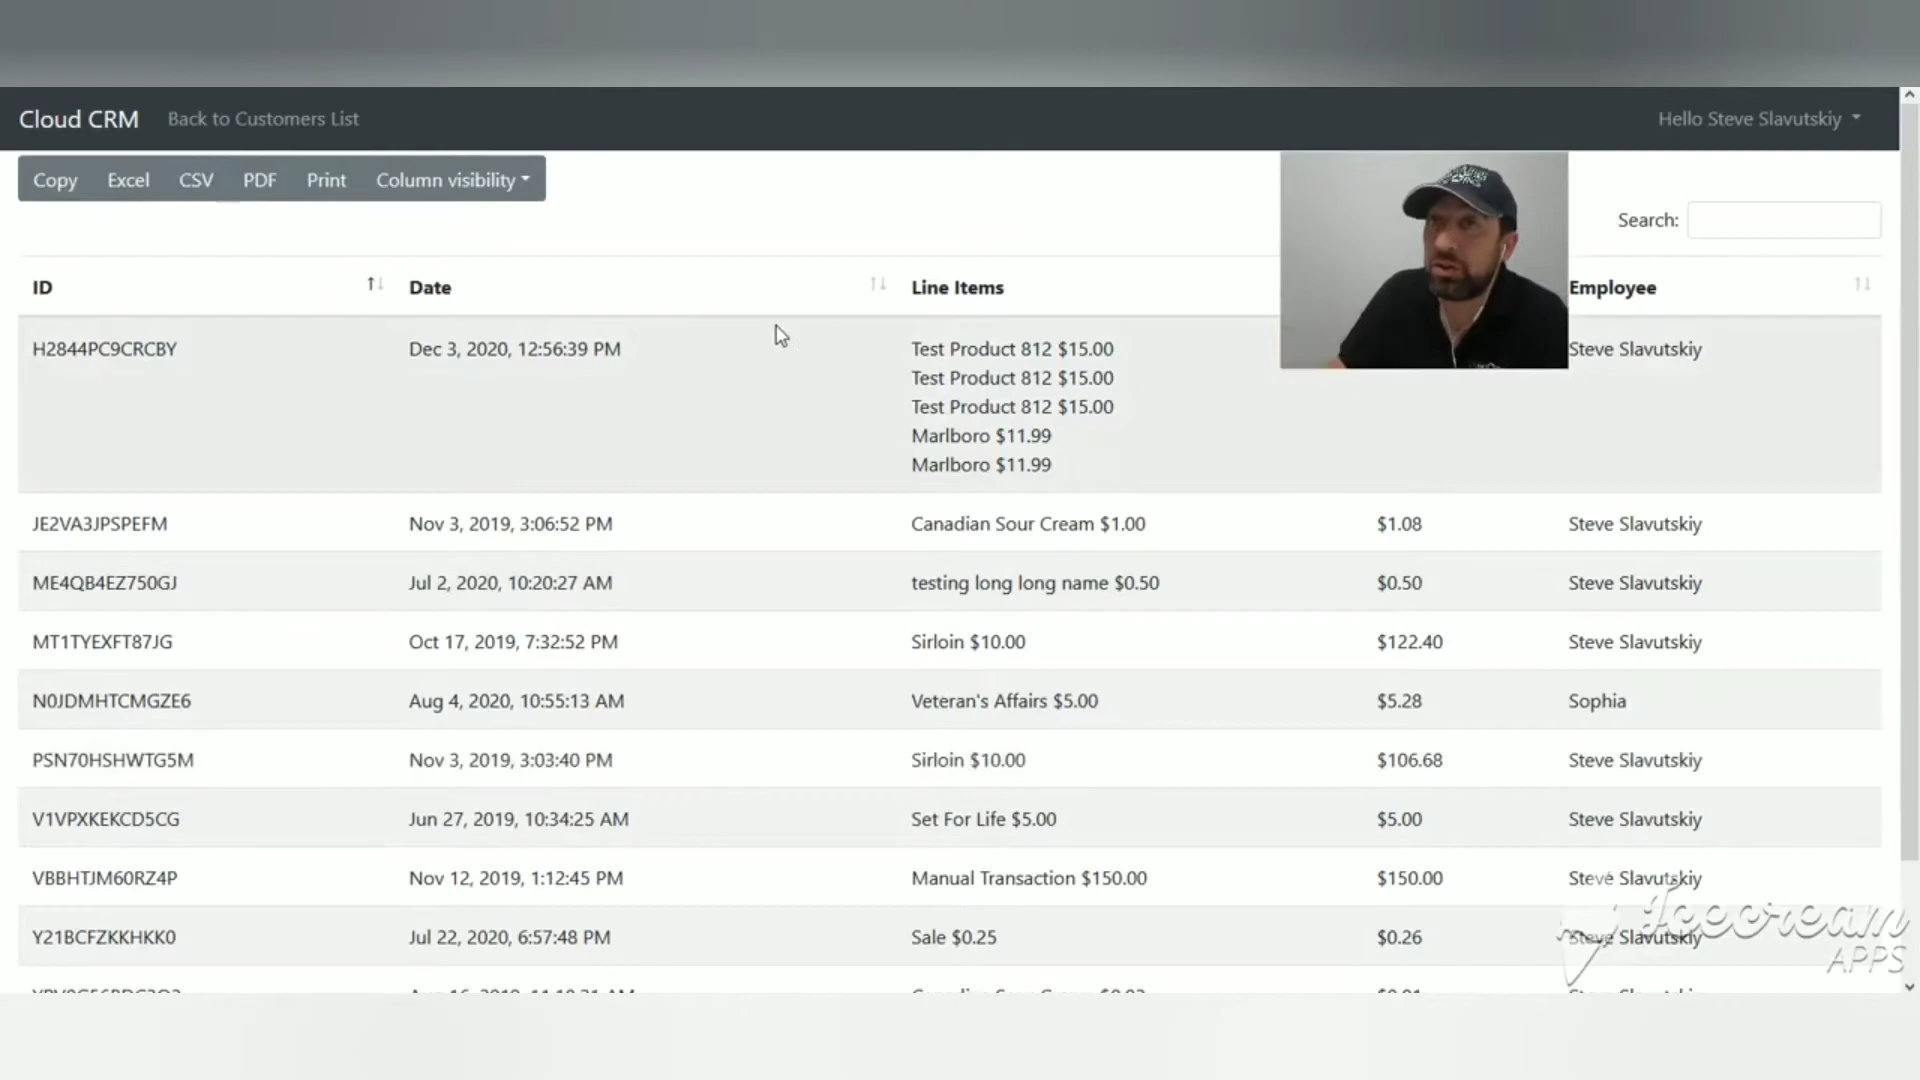 Cloud CRM Back to Customers List Hello Steve Slavutskiy
Copy Excel CSV PDF Print Column visibility
Search:
ID Date Line Items Employee
H2844PC9CRCBY Dec 3, 2020, 12:56:39 PM Test Product 812 $15.00 Steve Slavutskiy
Test Product 812 $15.00
Test Product 812 $15.00
Marlboro $11.99
Marlboro $11.99
JE2VA3JPSPEFM Nov 3, 2019, 3:06:52 PM Canadian Sour Cream $1.00 $1.08 Steve Slavutskiy
ME4QB4EZ750GJ Jul 2, 2020, 10:20:27 AM testing long long name $0.50 $0.50 Steve Slavutskiy
MT1TYEXFT87JG Oct 17, 2019, 7:32:52 PM Sirloin $10.00 $122.40 Steve Slavutskiy
N0JDMHTCMGZE6 Aug 4, 2020, 10:55:13 AM Veteran's Affairs $5.00 $5.28 Sophia
PSN70HSHWTG5M Nov 3, 2019, 3:03:40 PM Sirloin $10.00 $106.68 Steve Slavutskiy
V1VPXKEKCD5CG Jun 27, 2019, 10:34:25 AM Set For Life $5.00 $5.00 Steve Slavutskiy
VBBHTJM60RZ4P Nov 12, 2019, 1:12:45 PM Manual Transaction $150.00 $150.00 Steve Slavutskiy
Y21BCFZKKHKK0 Jul 22, 2020, 6:57:48 PM Sale $0.25 $0.26 Steve Slavutskiy
Icecream
APPS